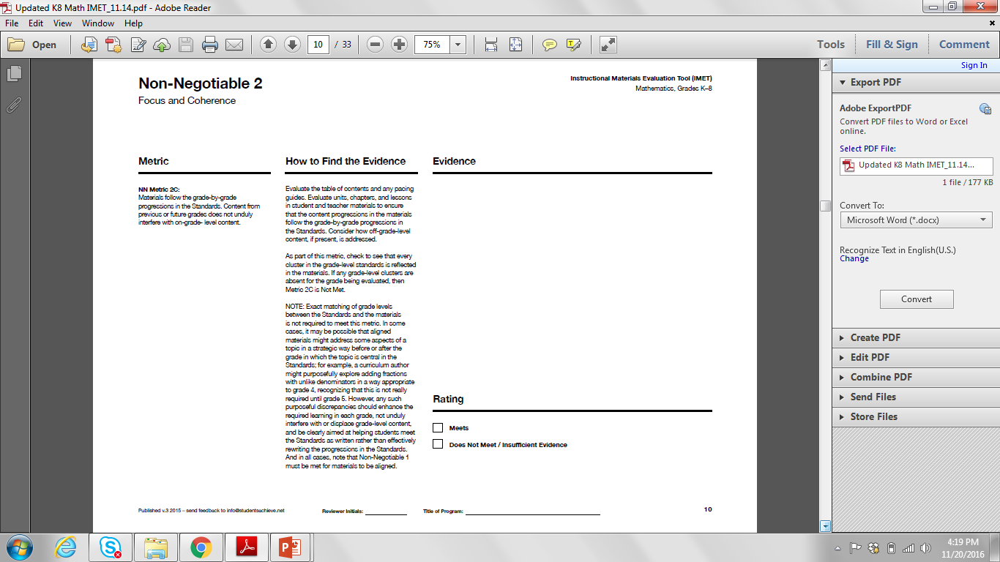 Updated K8 Math IMET_11.14.pdf - Adobe Reader
File Edit View Window Help
Open 10 / 33 75% Tools Fill & Sign Comment
Non-Negotiable 2
Focus and Coherence
Instructional Materials Evaluation Tool (IMET)
Mathematics, Grades K–8
Metric
NN Metric 2C:
Materials follow the grade-by-grade
progressions in the Standards. Content from
previous or future grades does not unduly
interfere with on-grade- level content.
How to Find the Evidence
Evaluate the table of contents and any pacing
guides. Evaluate units, chapters, and lessons
in student and teacher materials to ensure
that the content progressions in the materials
follow the grade-by-grade progressions in
the Standards. Consider how off-grade-level
content, if present, is addressed.
As part of this metric, check to see that every
cluster in the grade-level standards is reflected
in the materials. If any grade-level clusters are
absent for the grade being evaluated, then
Metric 2C is Not Met.
NOTE: Exact matching of grade levels
between the Standards and the materials
is not required to meet this metric. In some
cases, it may be possible that aligned
materials might address some aspects of a
topic in a strategic way before or after the
grade in which the topic is central in the
Standards; for example, a curriculum author
might purposefully explore adding fractions
with unlike denominators in a way appropriate
to grade 4, recognizing that this is not really
required until grade 5. However, any such
purposeful discrepancies should enhance the
required learning in each grade, not unduly
interfere with or displace grade-level content,
and be clearly aimed at helping students meet
the Standards as written rather than effectively
rewriting the progressions in the Standards.
And in all cases, note that Non-Negotiable 1
must be met for materials to be aligned.
Evidence
Rating
Meets
Does Not Meet / Insufficient Evidence
Published v.3 2015 – send feedback to info@studentsachieve.net
Reviewer Initials:
Title of Program:
10
Sign In
Export PDF
Adobe ExportPDF
Convert PDF files to Word or Excel
online.
Select PDF File:
Updated K8 Math IMET_11.14...
1 file / 177 KB
Convert To:
Microsoft Word (*.docx)
Recognize Text in English(U.S.)
Change
Convert
Create PDF
Edit PDF
Combine PDF
Send Files
Store Files
4:19 PM
11/20/2016